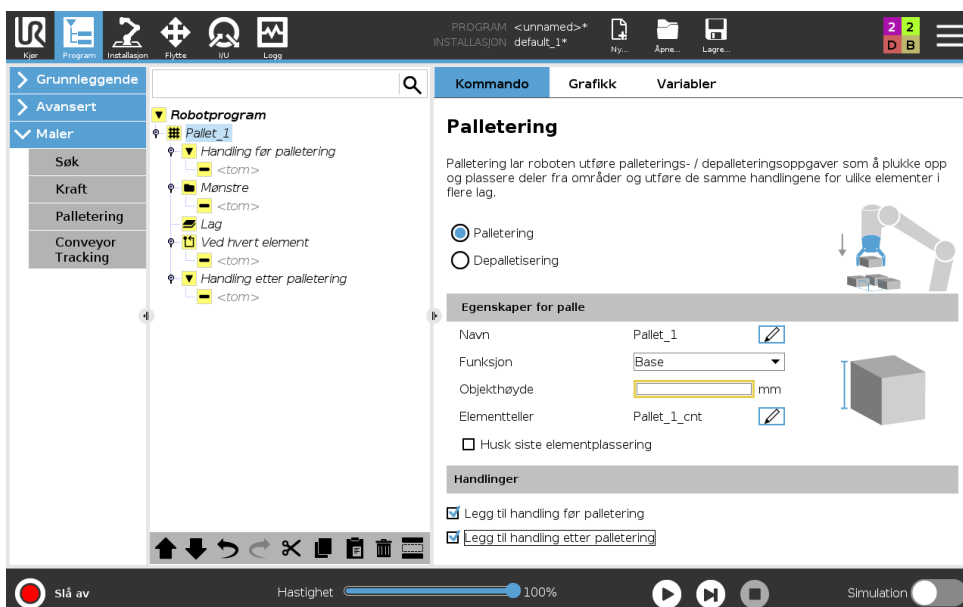 PROGRAM <unnamed>*
INSTALLASJON default_1*
Kjør
Program
Installasjon
Flytte
I/U
Logg
Ny...
Åpne...
Lagre...
2 2
D B
Grunnleggende
Avansert
Maler
Søk
Kraft
Palletering
Conveyor
Tracking
Robotprogram
Pallet_1
Handling før palletering
<tom>
Mønstre
<tom>
Lag
Ved hvert element
<tom>
Handling etter palletering
<tom>
Kommando Grafikk Variabler
Palletering
Palletering lar roboten utføre palleterings- / depalleteringsoppgaver som å plukke opp
og plassere deler fra områder og utføre de samme handlingene for ulike elementer i
flere lag.
Palletering
Depalletisering
Egenskaper for palle
Navn Pallet_1
Funksjon Base
Objekthøyde mm
Elementteller Pallet_1_cnt
Husk siste elementplassering
Handlinger
Legg til handling før palletering
Legg til handling etter palletering
Slå av
Hastighet 100%
Simulation